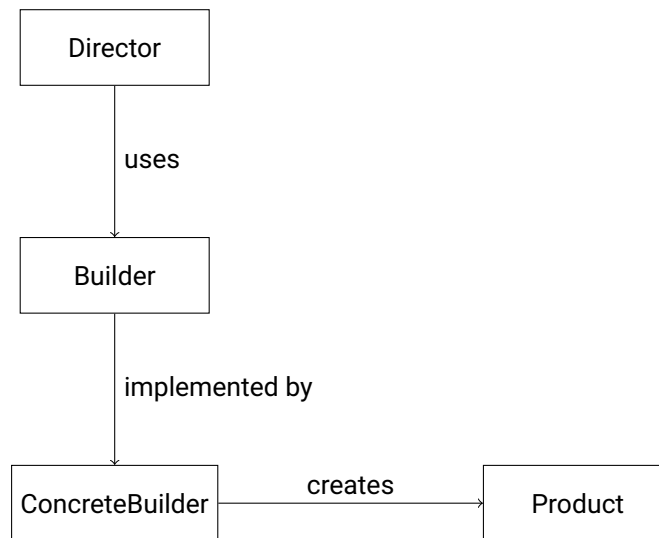 Director
uses
Builder
implemented by
ConcreteBuilder
creates
Product